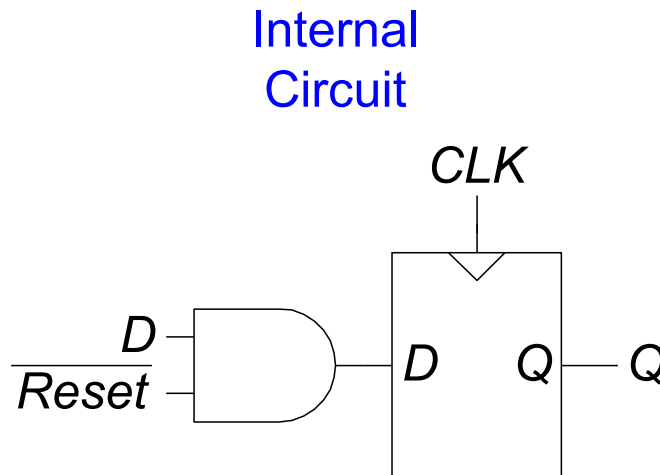 Internal
Circuit
CLK
D
D Q Q
Reset